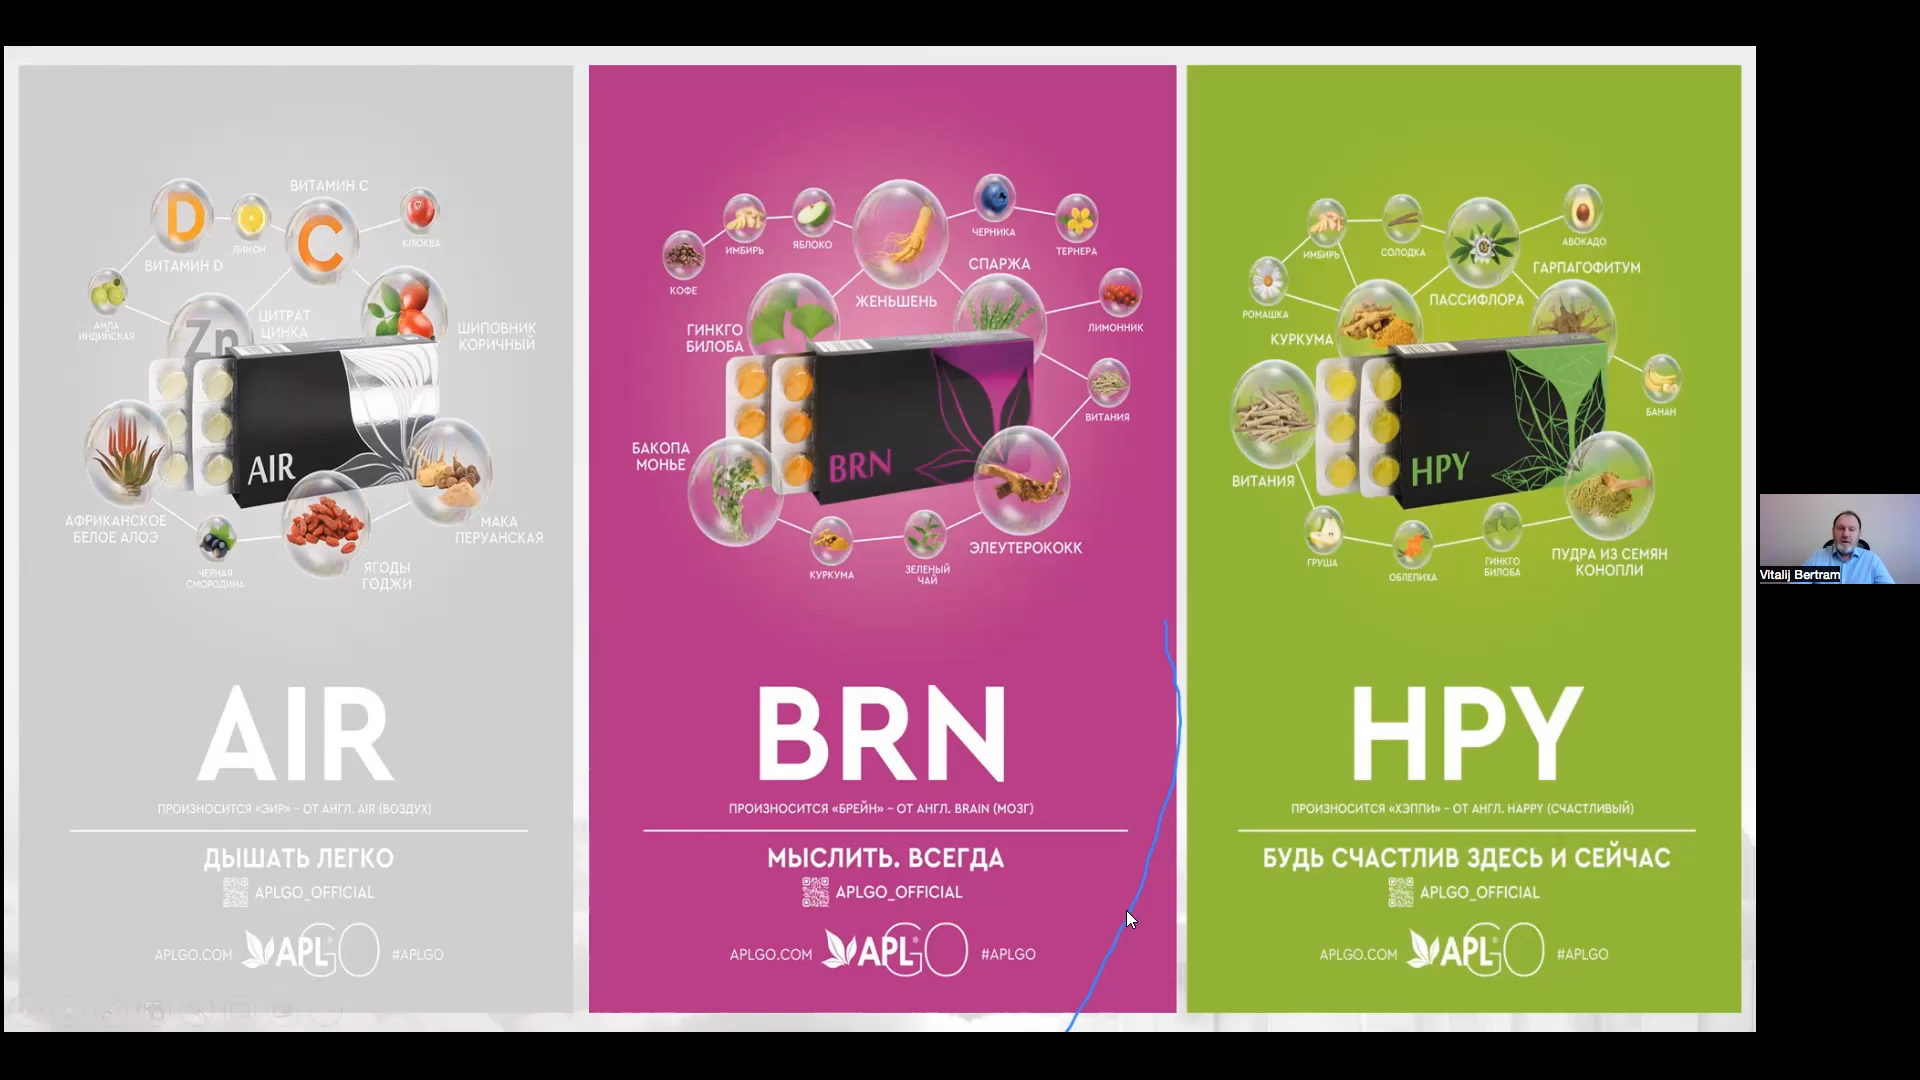 ВИТАМИН C
D
C
ЛИМОН
КЛЮКВА
ВИТАМИН D
АМЛА
ИНДИЙСКАЯ
Zn
ЦИТРАТ
ЦИНКА
ШИПОВНИК
КОРИЧНЫЙ
AIR
АФРИКАНСКОЕ
БЕЛОЕ АЛОЭ
МАКА
ПЕРУАНСКАЯ
ЧЕРНАЯ
СМОРОДИНА
ЯГОДЫ
ГОДЖИ
AIR
ПРОИЗНОСИТСЯ «ЭИР» – ОТ АНГЛ. AIR (ВОЗДУХ)
ДЫШАТЬ ЛЕГКО
APLGO_OFFICIAL
APLGO.COM APLGO #APLGO
ИМБИРЬ
ЯБЛОКО
ЧЕРНИКА
ТЕРНЕРА
КОФЕ
ЖЕНЬШЕНЬ
СПАРЖА
ГИНКГО
БИЛОБА
ЛИМОННИК
ВИТАНИЯ
БАКОПА
МОНЬЕ
BRN
КУРКУМА
ЗЕЛЕНЫЙ
ЧАЙ
ЭЛЕУТЕРОКОКК
BRN
ПРОИЗНОСИТСЯ «БРЕЙН» – ОТ АНГЛ. BRAIN (МОЗГ)
МЫСЛИТЬ. ВСЕГДА
APLGO_OFFICIAL
APLGO.COM APLGO #APLGO
ИМБИРЬ
СОЛОДКА
АВОКАДО
РОМАШКА
ПАССИФЛОРА
ГАРПАГОФИТУМ
КУРКУМА
БАНАН
ВИТАНИЯ
HPY
ГРУША
ОБЛЕПИХА
ГИНКГО
БИЛОБА
ПУДРА ИЗ СЕМЯН
КОНОПЛИ
HPY
ПРОИЗНОСИТСЯ «ХЭППИ» – ОТ АНГЛ. HAPPY (СЧАСТЛИВЫЙ)
БУДЬ СЧАСТЛИВ ЗДЕСЬ И СЕЙЧАС
APLGO_OFFICIAL
APLGO.COM APLGO #APLGO
Vitalij Bertram